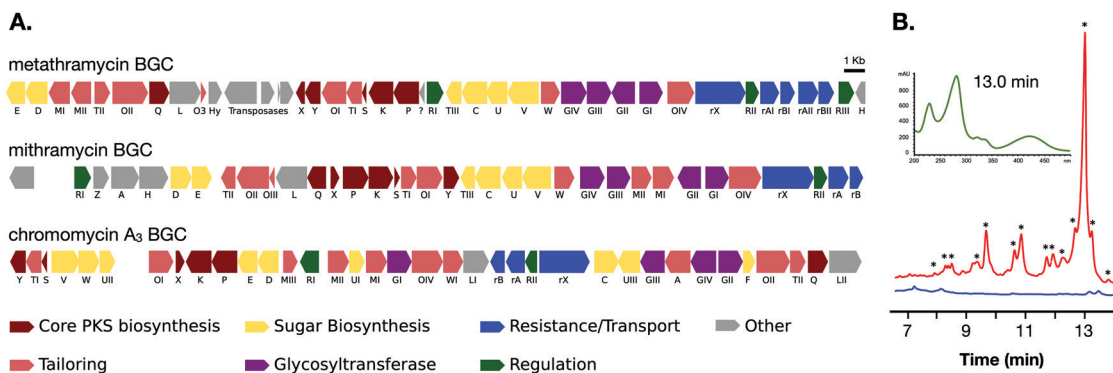 A.
B.
metathramycin BGC
1 Kb
E D MI MII TII OII Q L O3 Hy Transposases X Y OI TI S K P ? RI TIII C U V W GIV GIII GII GI OIV rX RII rAI rBI rAII rBII RIII H
mithramycin BGC
RI Z A H D E TII OII OIII L Q X P K S TI OI Y TIII C U V W GIV GIII MII MI GII GI OIV rX RII rA rB
chromomycin A3 BGC
Y TI S V W UII OI X K P E D MIII RI MII UI MI GI OIV WI LI rB rA RII rX C UIII GIII A GIV GII F OII TII Q LII
Core PKS biosynthesis
Sugar Biosynthesis
Resistance/Transport
Other
Tailoring
Glycosyltransferase
Regulation
mAU
800
600
400
200
0
13.0 min
200 250 300 350 400 450 nm
* * * * * * * * ** * * * * *
7 9 11 13
Time (min)